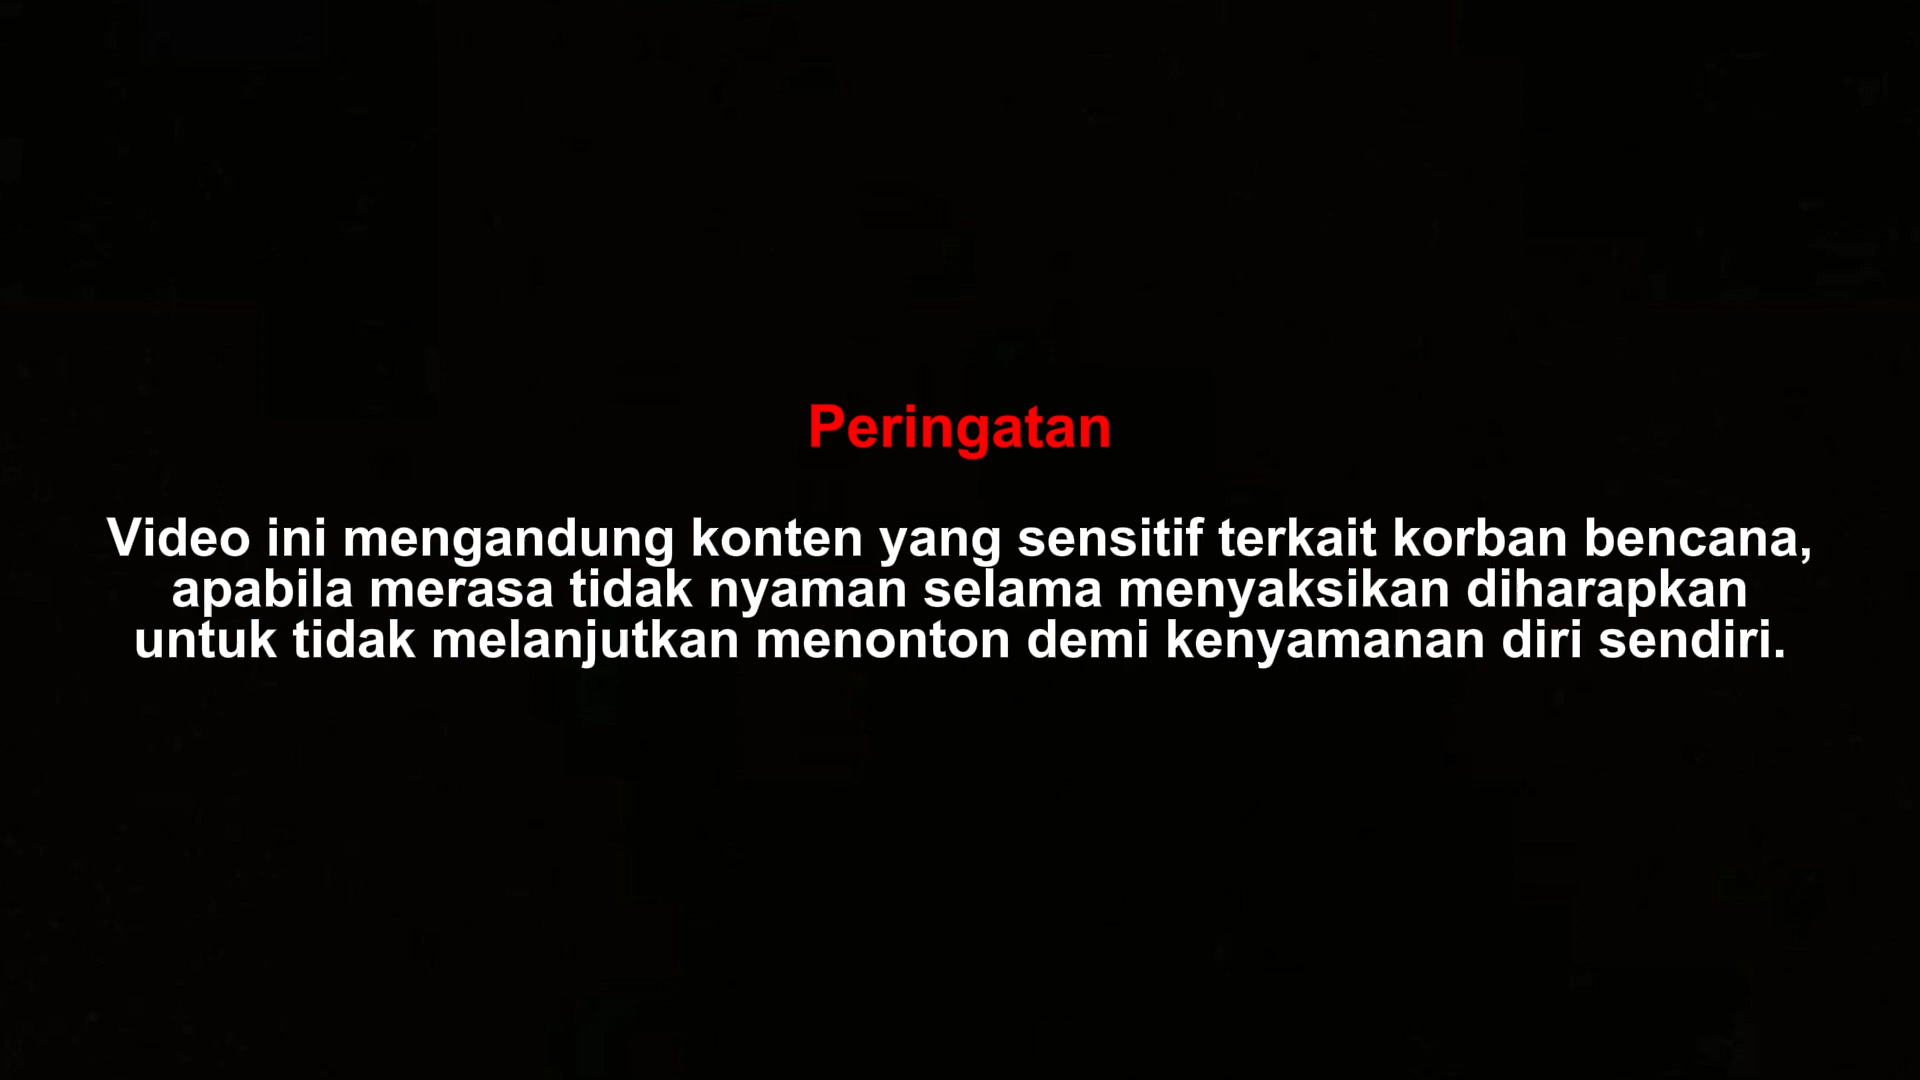 Peringatan
Video ini mengandung konten yang sensitif terkait korban bencana,
apabila merasa tidak nyaman selama menyaksikan diharapkan
untuk tidak melanjutkan menonton demi kenyamanan diri sendiri.